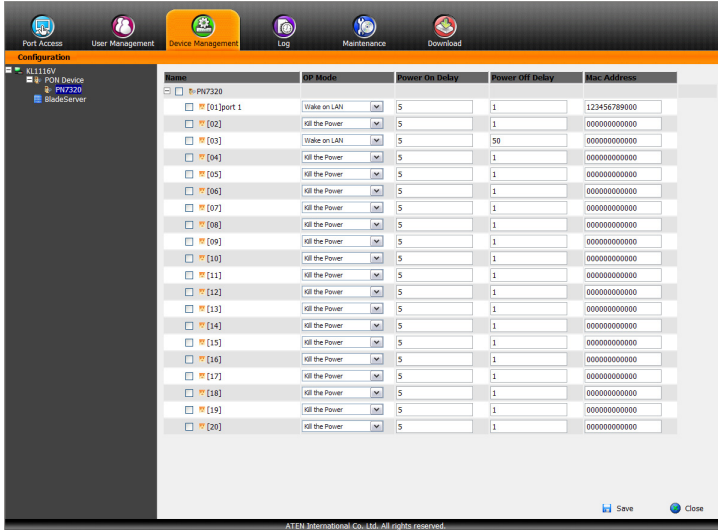 Port Access User Management Device Management Log Maintenance Download
Configuration
KL1116V
PON Device
PN7320
BladeServer
Name OP Mode Power On Delay Power Off Delay Mac Address
PN7320
[01]port 1 Wake on LAN 5 1 123456789000
[02] Kill the Power 5 1 000000000000
[03] Wake on LAN 5 50 000000000000
[04] Kill the Power 5 1 000000000000
[05] Kill the Power 5 1 000000000000
[06] Kill the Power 5 1 000000000000
[07] Kill the Power 5 1 000000000000
[08] Kill the Power 5 1 000000000000
[09] Kill the Power 5 1 000000000000
[10] Kill the Power 5 1 000000000000
[11] Kill the Power 5 1 000000000000
[12] Kill the Power 5 1 000000000000
[13] Kill the Power 5 1 000000000000
[14] Kill the Power 5 1 000000000000
[15] Kill the Power 5 1 000000000000
[16] Kill the Power 5 1 000000000000
[17] Kill the Power 5 1 000000000000
[18] Kill the Power 5 1 000000000000
[19] Kill the Power 5 1 000000000000
[20] Kill the Power 5 1 000000000000
Save Close
ATEN International Co. Ltd. All rights reserved.